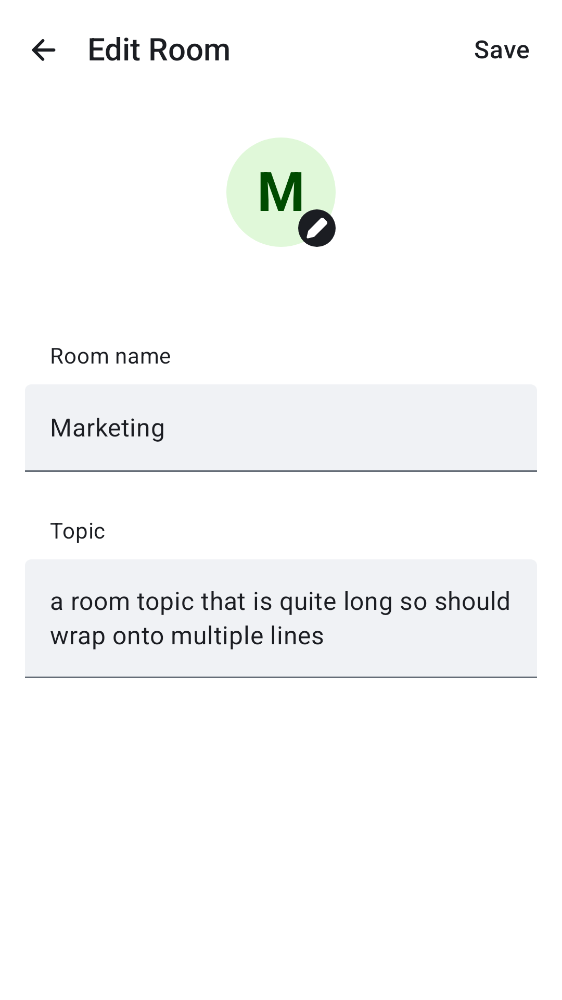 Edit Room
Save
M
Room name
Marketing
Topic
a room topic that is quite long so should
wrap onto multiple lines